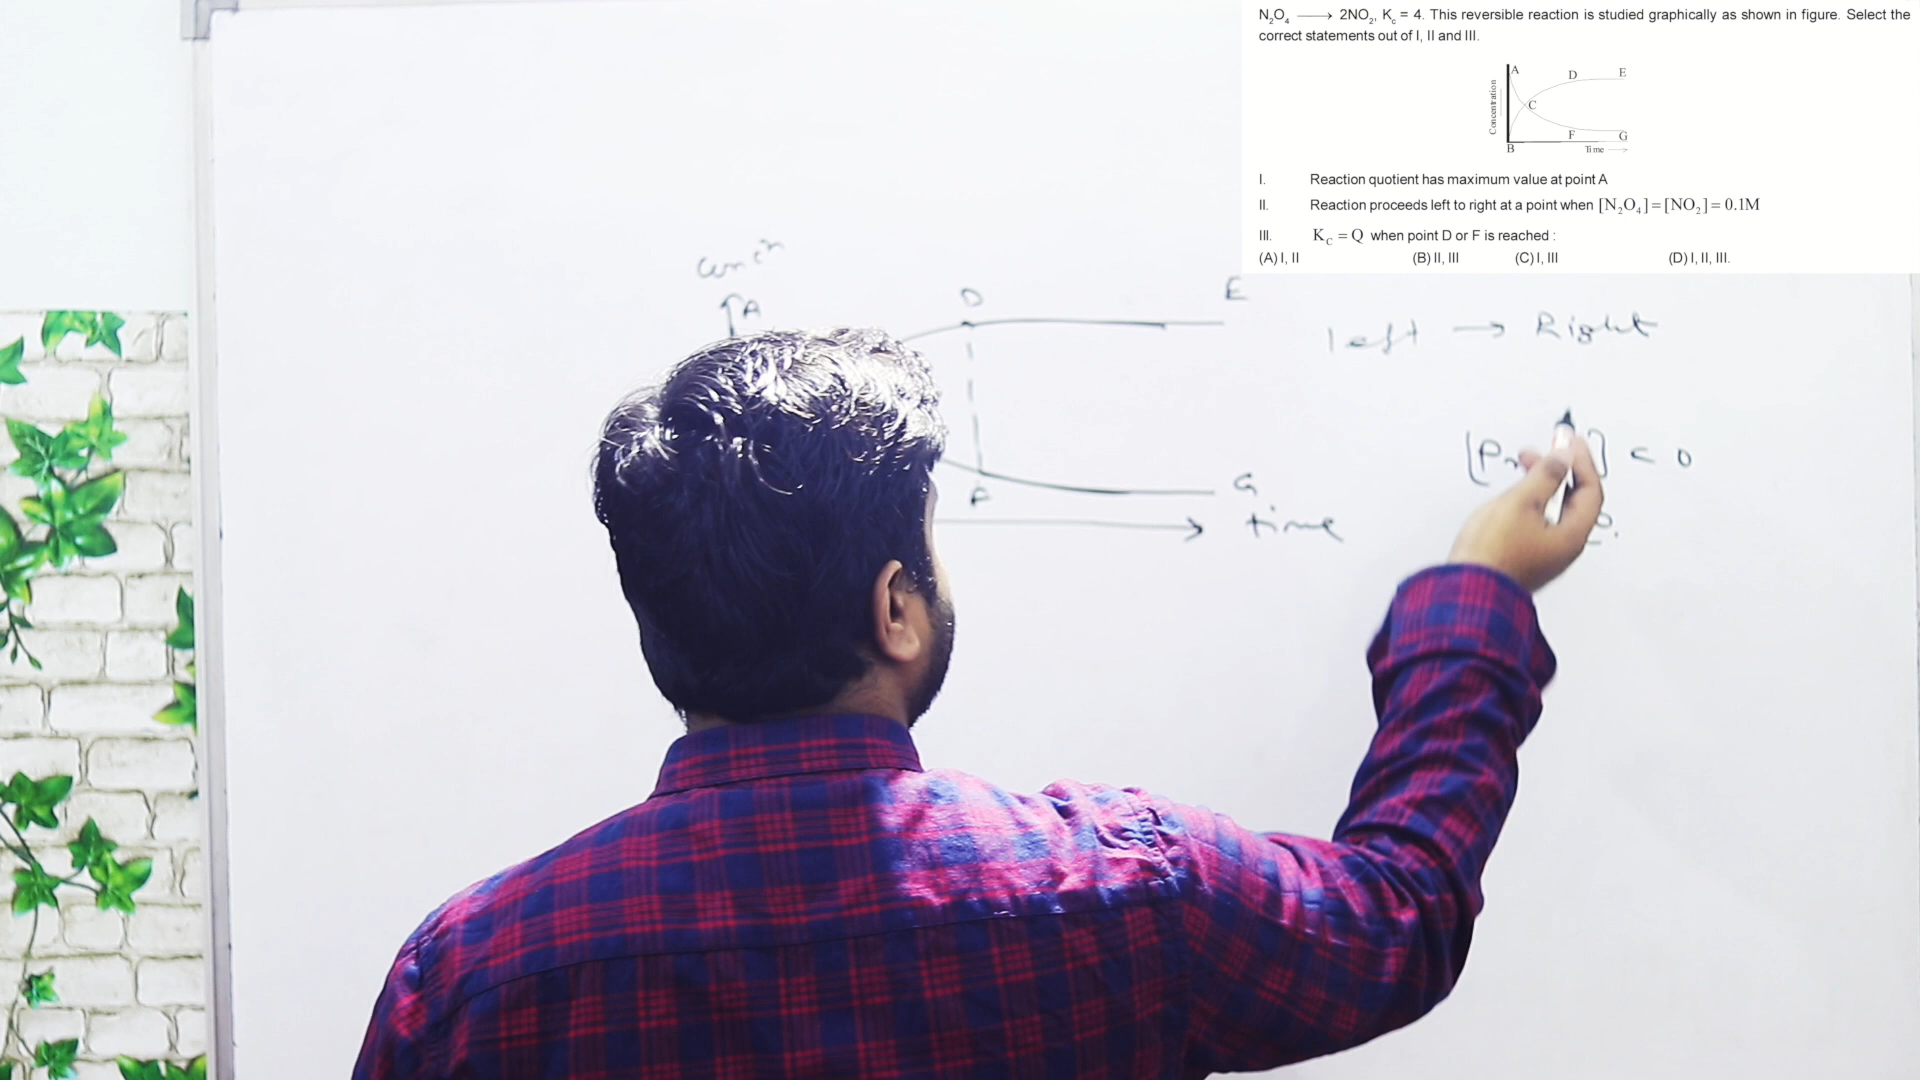 N₂O₄ ⟶ 2NO₂, K꜀ = 4. This reversible reaction is studied graphically as shown in figure. Select the
correct statements out of I, II and III.
A
D
E
Concentration
C
F
G
B
Time →
I. Reaction quotient has maximum value at point A
II. Reaction proceeds left to right at a point when [N₂O₄]=[NO₂]= 0.1M
III. K_C = Q when point D or F is reached :
(A) I, II (B) II, III (C) I, III (D) I, II, III.
concⁿ
A
D
E
left → Right
F
G
time
< 0